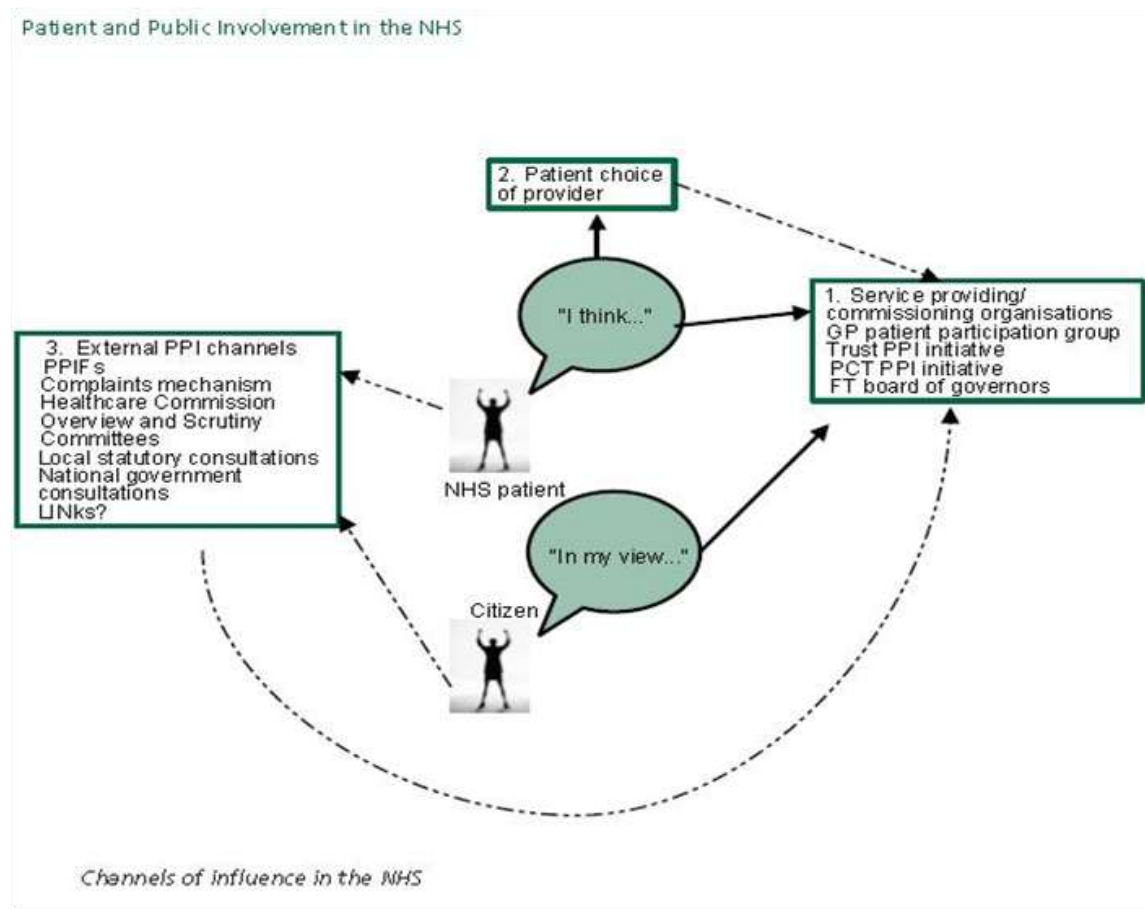 Patient and Public Involvement in the NHS
2. Patient choice
of provider
"I think..."
1. Service providing/
commissioning organisations
GP patient participation group
Trust PPI initiative
PCT PPI initiative
FT board of governors
3. External PPI channels
PPIFs
Complaints mechanism
Healthcare Commission
Overview and Scrutiny
Committees
Local statutory consultations
National government
consultations
LINks?
NHS patient
"In my view..."
Citizen
Channels of influence in the NHS